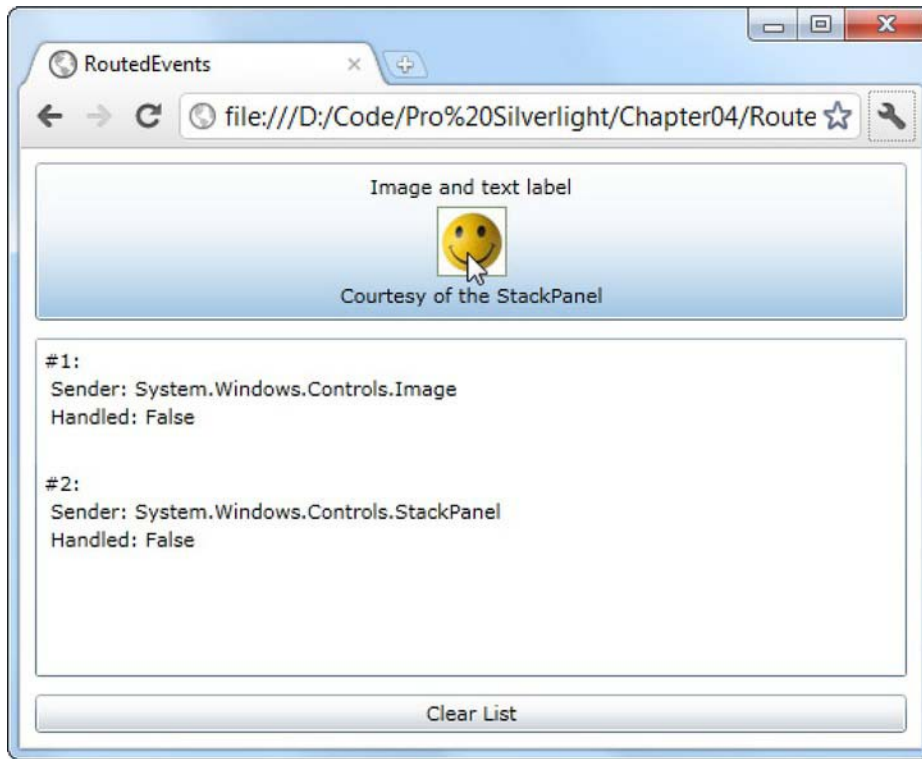 RoutedEvents
file:///D:/Code/Pro%20Silverlight/Chapter04/Route
Image and text label
Courtesy of the StackPanel
#1:
Sender: System.Windows.Controls.Image
Handled: False
#2:
Sender: System.Windows.Controls.StackPanel
Handled: False
Clear List